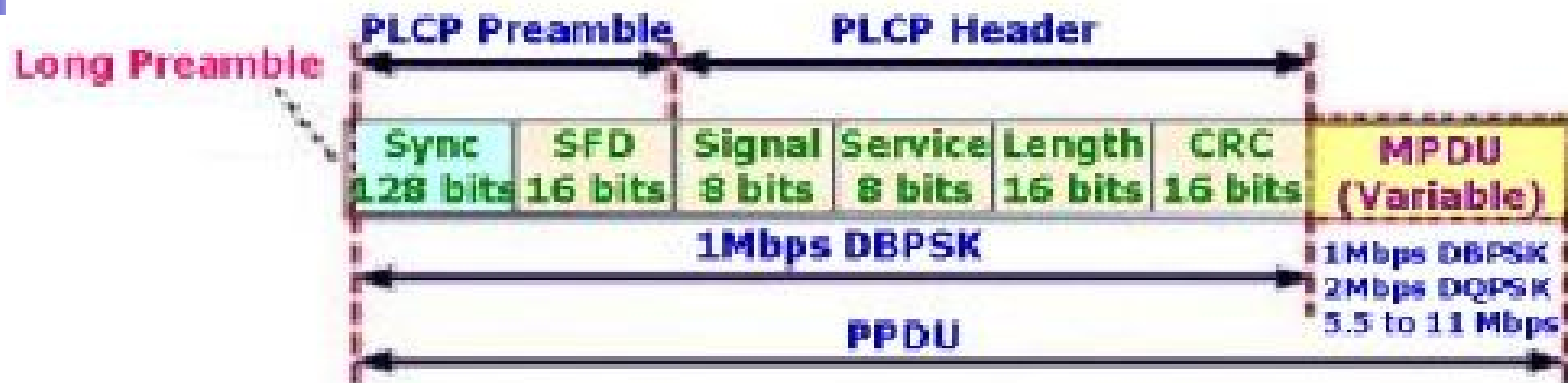 PLCP Preamble PLCP Header
Long Preamble
Sync SFD Signal Service Length CRC MPDU
128 bits 16 bits 8 bits 8 bits 16 bits 16 bits (Variable)
1Mbps DBPSK
1Mbps DBPSK
2Mbps DQPSK
5.5 to 11 Mbps
PPDU